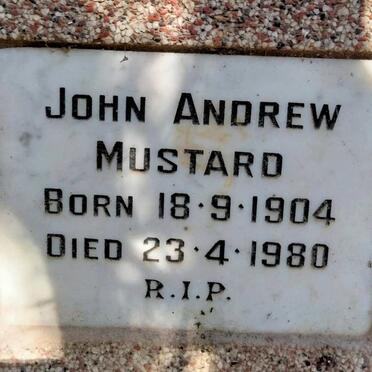 JOHN ANDREW
MUSTARD
BORN 18·9·1904
DIED 23·4·1980
R.I.P.